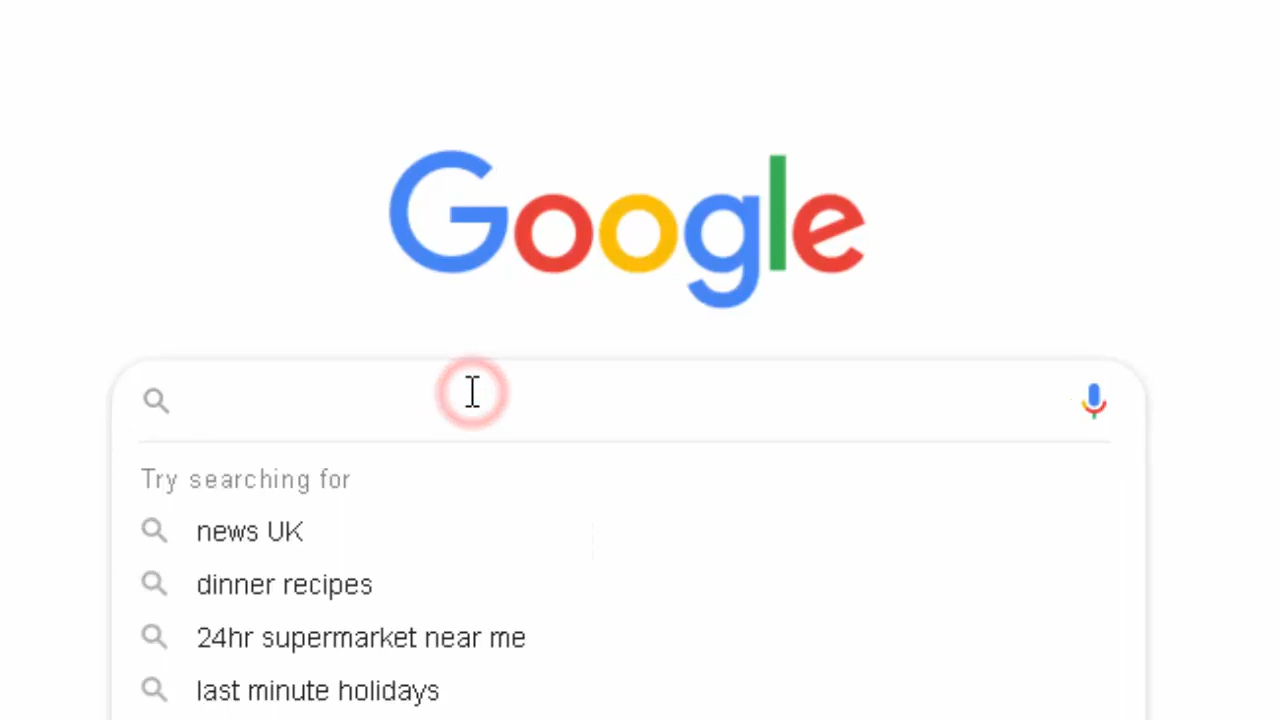 Google
Try searching for
news UK
dinner recipes
24hr supermarket near me
last minute holidays